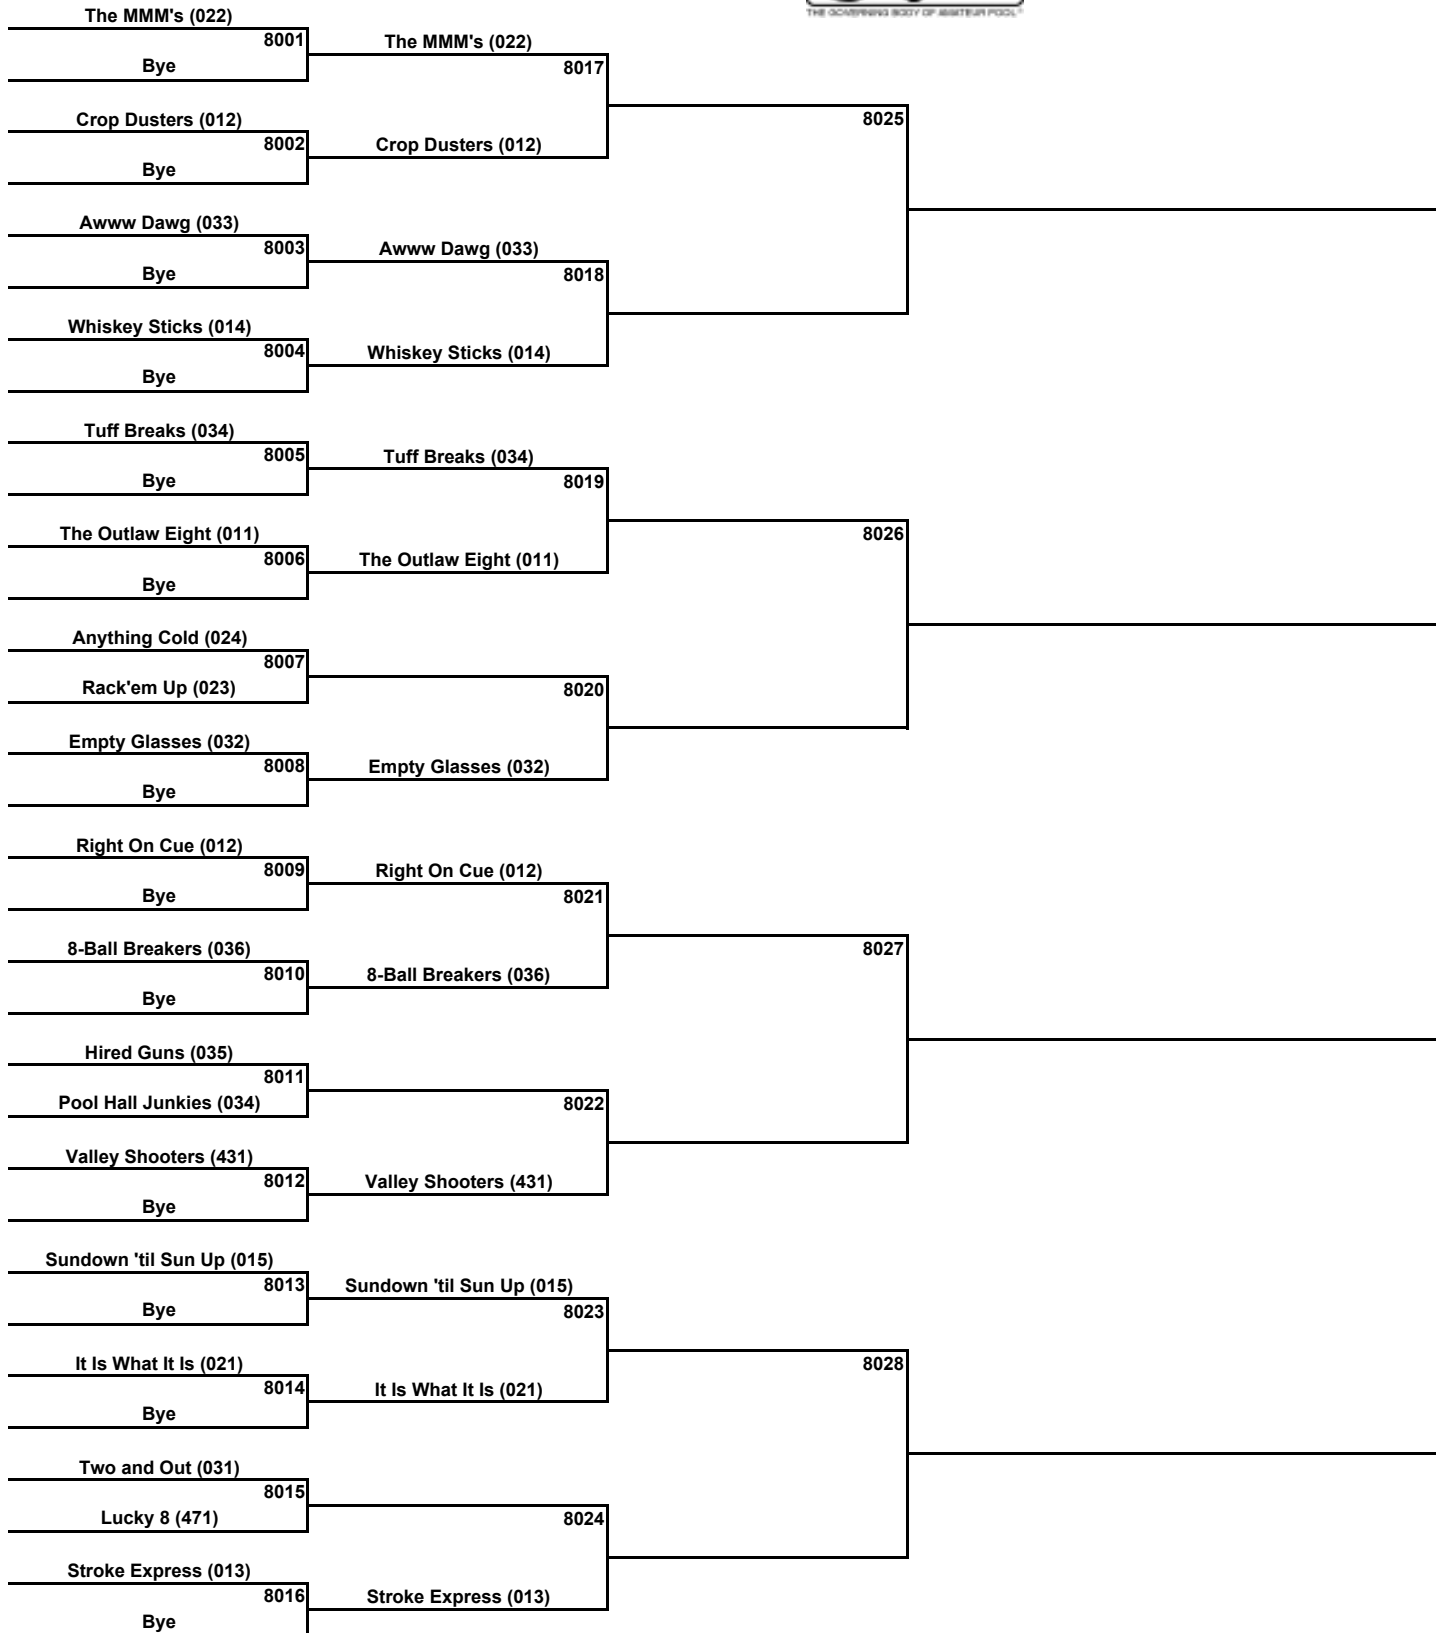 THE GOVERNING BODY OF AMATEUR POOL
The MMM's (022)
8001
The MMM's (022)
Bye
8017
Crop Dusters (012)
8025
8002
Crop Dusters (012)
Bye
Awww Dawg (033)
8003
Awww Dawg (033)
Bye
8018
Whiskey Sticks (014)
8004
Whiskey Sticks (014)
Bye
Tuff Breaks (034)
8005
Tuff Breaks (034)
Bye
8019
The Outlaw Eight (011)
8026
8006
The Outlaw Eight (011)
Bye
Anything Cold (024)
8007
Rack'em Up (023)
8020
Empty Glasses (032)
8008
Empty Glasses (032)
Bye
Right On Cue (012)
8009
Right On Cue (012)
Bye
8021
8-Ball Breakers (036)
8027
8010
8-Ball Breakers (036)
Bye
Hired Guns (035)
8011
Pool Hall Junkies (034)
8022
Valley Shooters (431)
8012
Valley Shooters (431)
Bye
Sundown 'til Sun Up (015)
8013
Sundown 'til Sun Up (015)
Bye
8023
It Is What It Is (021)
8028
8014
It Is What It Is (021)
Bye
Two and Out (031)
8015
Lucky 8 (471)
8024
Stroke Express (013)
8016
Stroke Express (013)
Bye